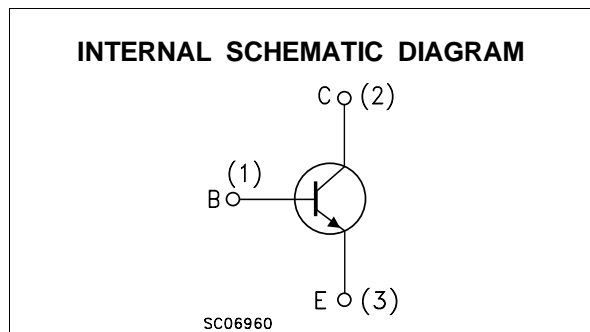 INTERNAL SCHEMATIC DIAGRAM
C (2)
(1)
B
E (3)
SC06960